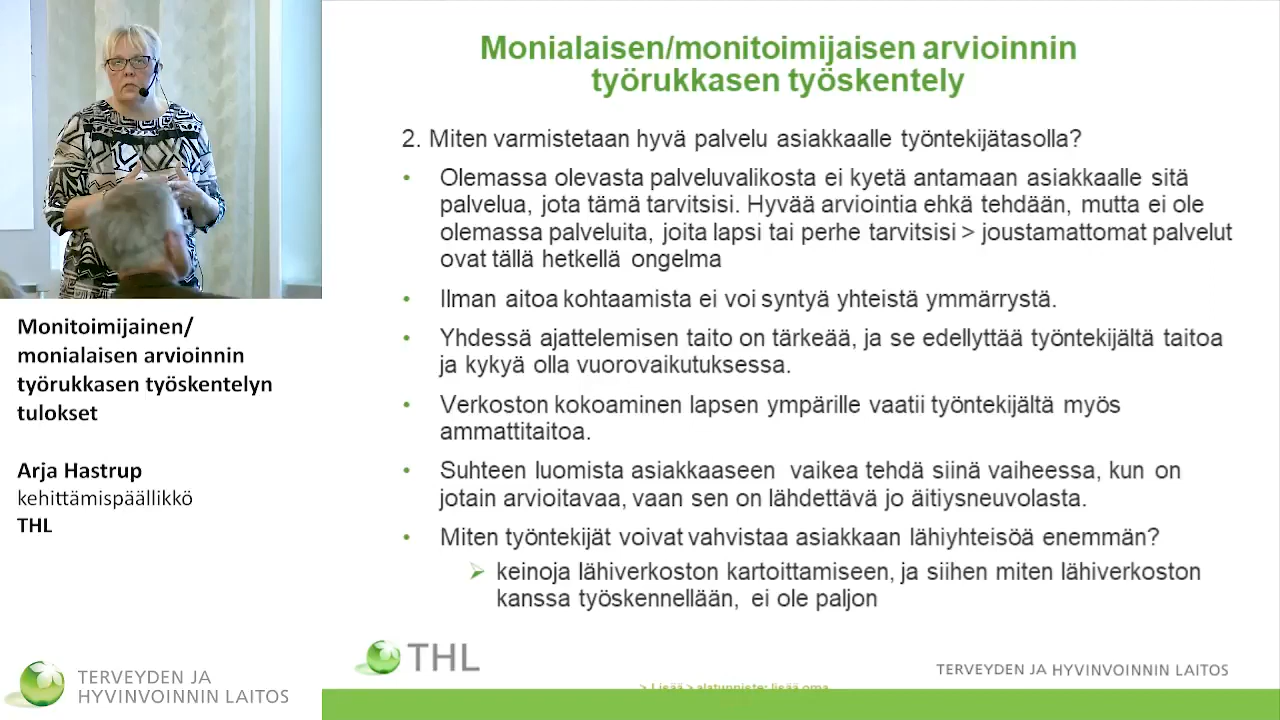 Monialaisen/monitoimijaisen arvioinnin
työrukkasen työskentely
2. Miten varmistetaan hyvä palvelu asiakkaalle työntekijätasolla?
• Olemassa olevasta palveluvalikosta ei kyetä antamaan asiakkaalle sitä
palvelua, jota tämä tarvitsisi. Hyvää arviointia ehkä tehdään, mutta ei ole
olemassa palveluita, joita lapsi tai perhe tarvitsisi > joustamattomat palvelut
ovat tällä hetkellä ongelma
• Ilman aitoa kohtaamista ei voi syntyä yhteistä ymmärrystä.
• Yhdessä ajattelemisen taito on tärkeää, ja se edellyttää työntekijältä taitoa
ja kykyä olla vuorovaikutuksessa.
• Verkoston kokoaminen lapsen ympärille vaatii työntekijältä myös
ammattitaitoa.
• Suhteen luomista asiakkaaseen vaikea tehdä siinä vaiheessa, kun on
jotain arvioitavaa, vaan sen on lähdettävä jo äitiysneuvolasta.
• Miten työntekijät voivat vahvistaa asiakkaan lähiyhteisöä enemmän?
➢ keinoja lähiverkoston kartoittamiseen, ja siihen miten lähiverkoston
kanssa työskennellään, ei ole paljon
THL
TERVEYDEN JA HYVINVOINNIN LAITOS
> Lisää > alatunniste: lisää oma
Monitoimijainen/
monialaisen arvioinnin
työrukkasen työskentelyn
tulokset
Arja Hastrup
kehittämispäällikkö
THL
TERVEYDEN JA
HYVINVOINNIN LAITOS